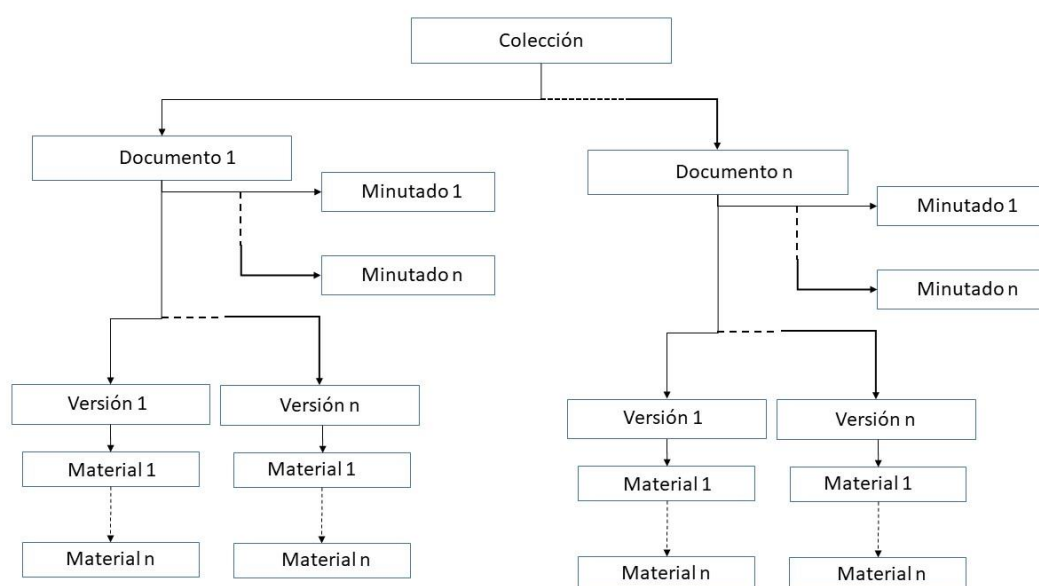 Colección
Documento 1
Minutado 1
Minutado n
Versión 1
Versión n
Material 1
Material 1
Material n
Material n
Documento n
Minutado 1
Minutado n
Versión 1
Versión n
Material 1
Material 1
Material n
Material n